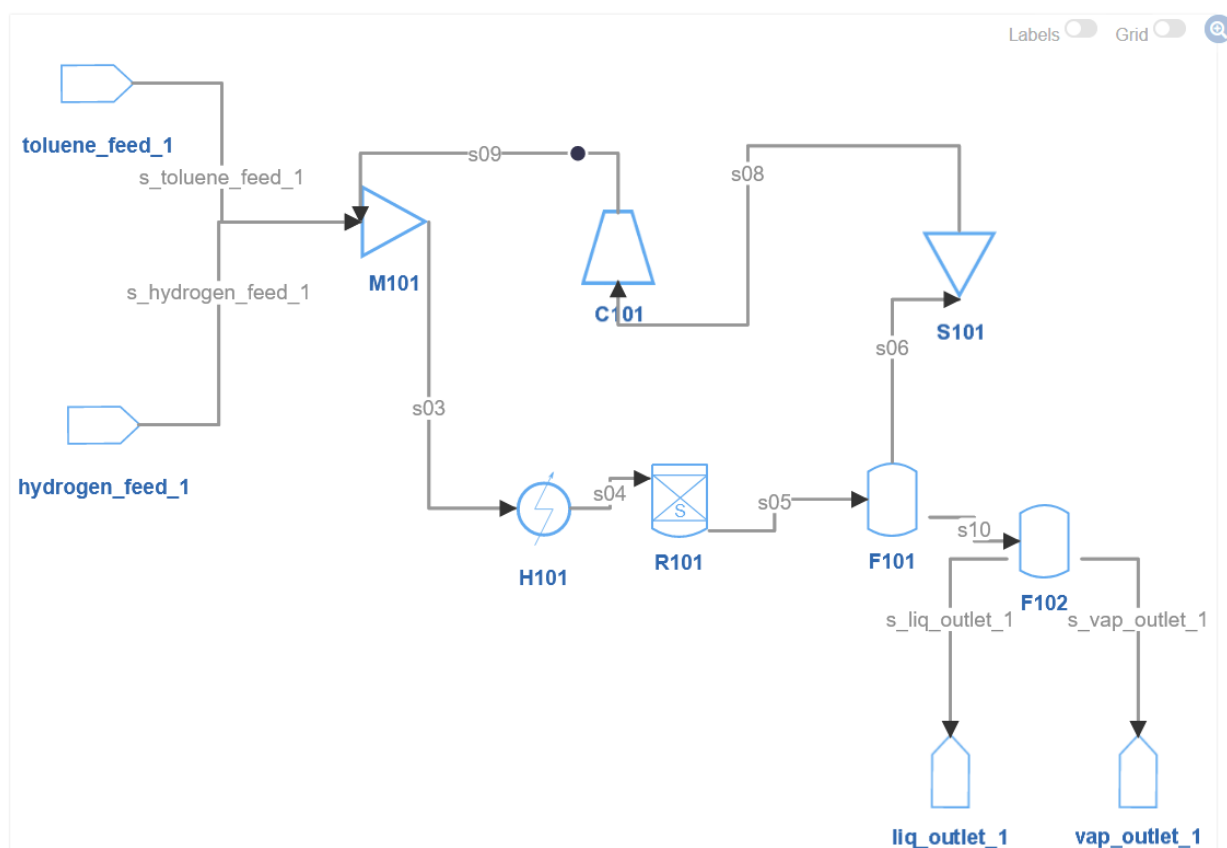 Labels
Grid
toluene_feed_1
s_toluene_feed_1
s09
s08
M101
s_hydrogen_feed_1
C101
S101
s06
s03
hydrogen_feed_1
s04
S
s05
H101
R101
F101
s10
F102
s_liq_outlet_1
s_vap_outlet_1
liq_outlet_1
vap_outlet_1